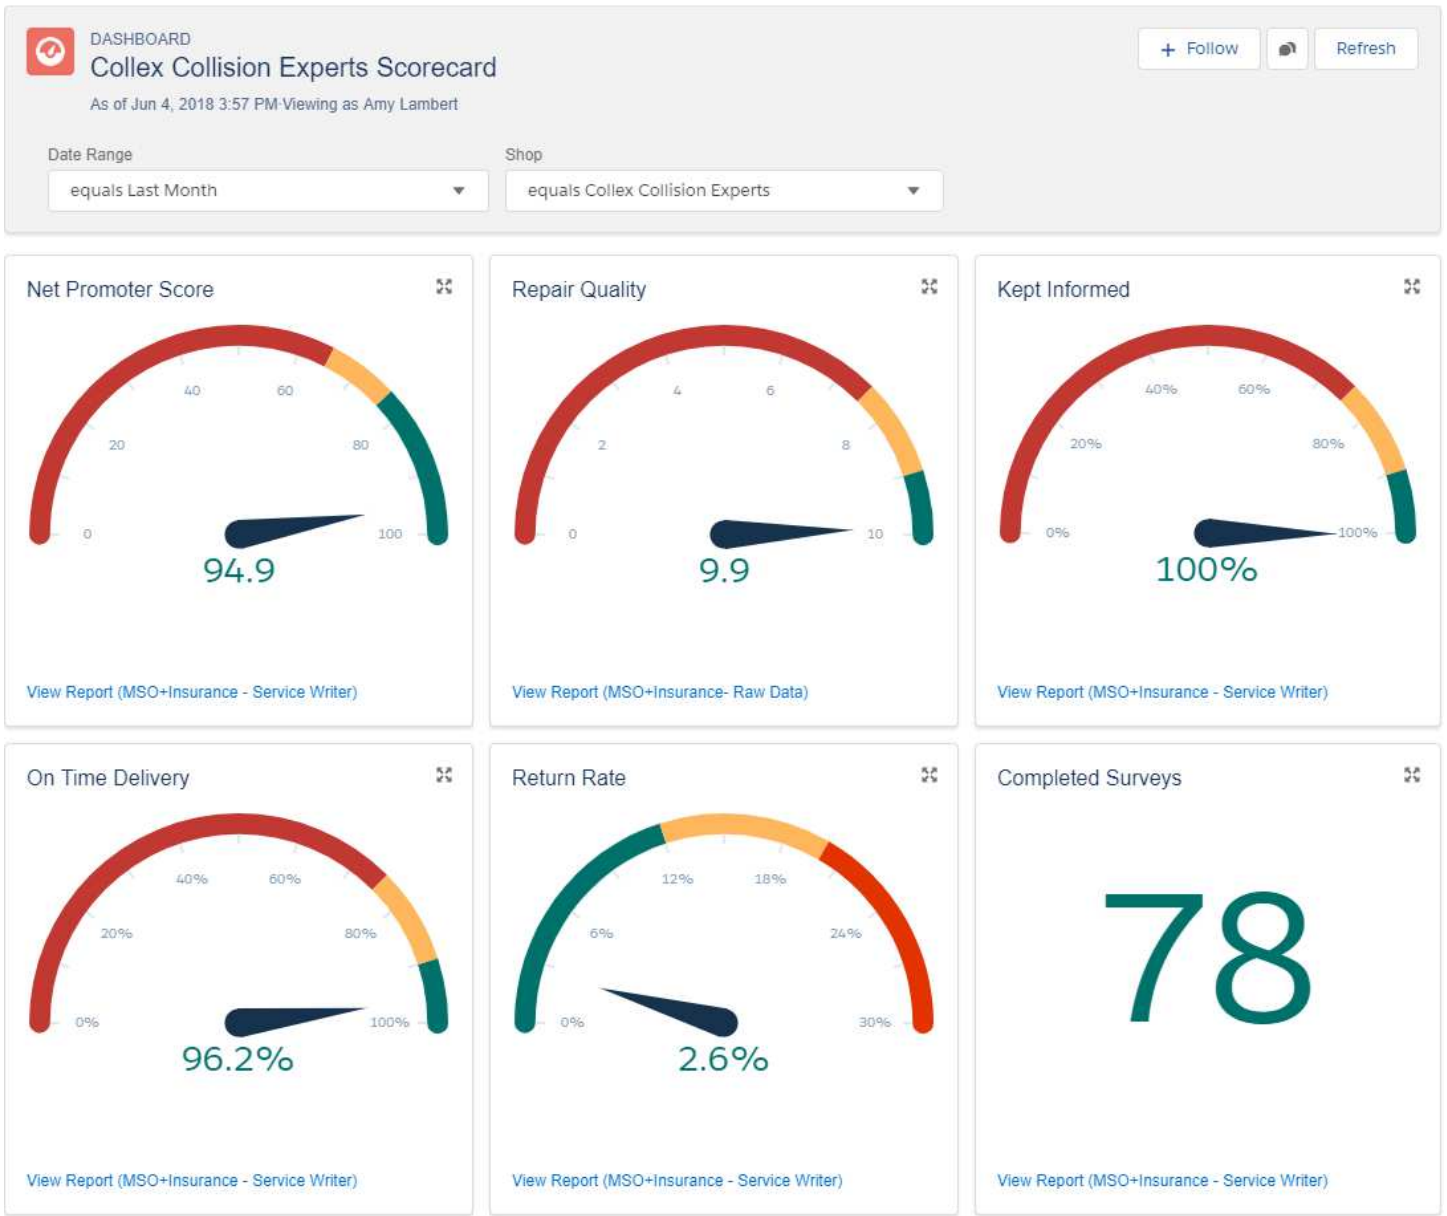 DASHBOARD
Collex Collision Experts Scorecard
As of Jun 4, 2018 3:57 PM·Viewing as Amy Lambert
+ Follow
Refresh
Date Range
Shop
equals Last Month
equals Collex Collision Experts
Net Promoter Score
0
20
40
60
80
100
94.9
View Report (MSO+Insurance - Service Writer)
Repair Quality
0
2
4
6
8
10
9.9
View Report (MSO+Insurance- Raw Data)
Kept Informed
0%
20%
40%
60%
80%
100%
100%
View Report (MSO+Insurance - Service Writer)
On Time Delivery
0%
20%
40%
60%
80%
100%
96.2%
View Report (MSO+Insurance - Service Writer)
Return Rate
0%
6%
12%
18%
24%
30%
2.6%
View Report (MSO+Insurance - Service Writer)
Completed Surveys
78
View Report (MSO+Insurance - Service Writer)